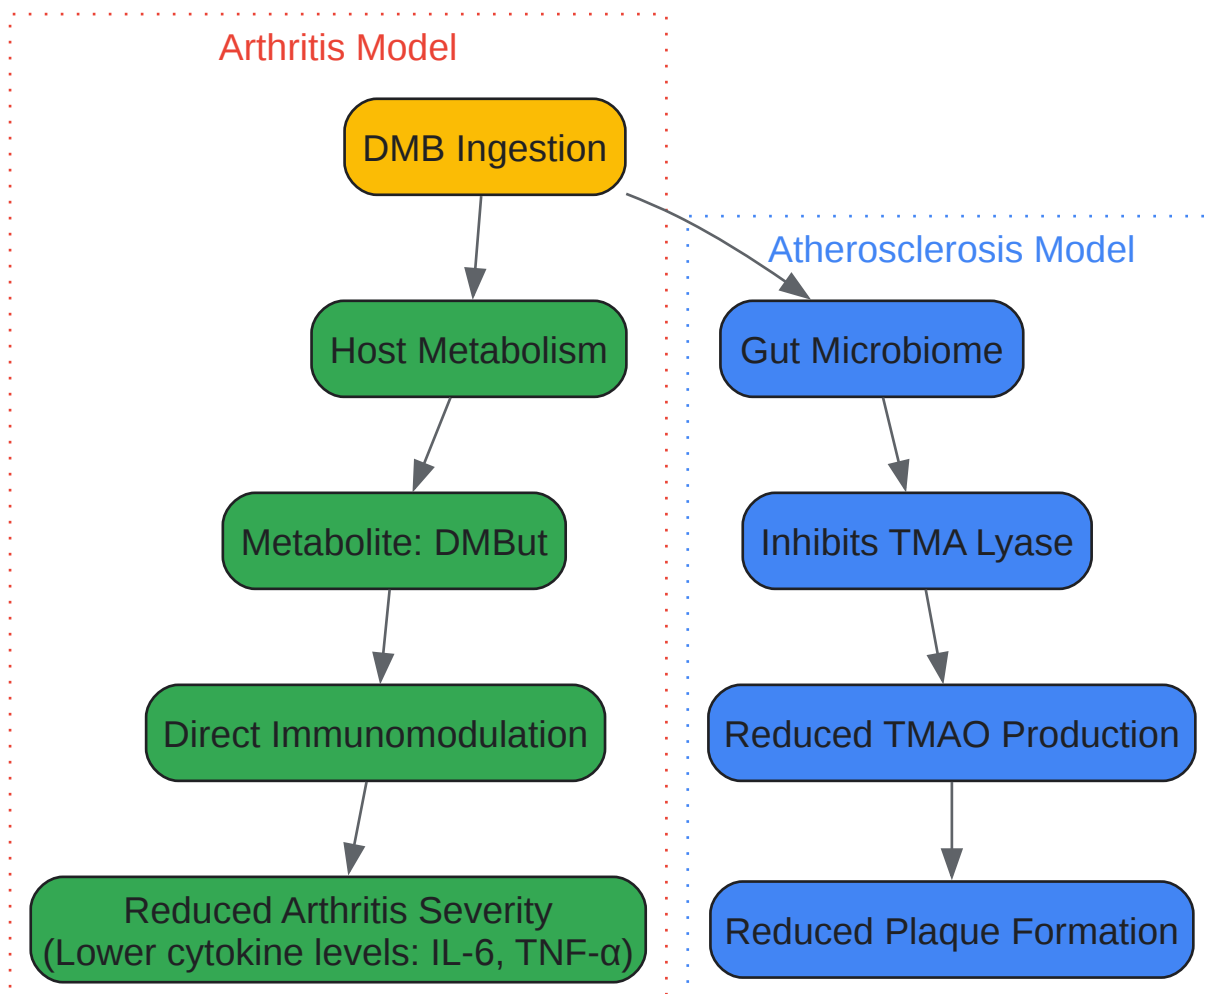 Arthritis Model
DMB Ingestion
Host Metabolism
Metabolite: DMBut
Direct Immunomodulation
Reduced Arthritis Severity
(Lower cytokine levels: IL-6, TNF-α)
Atherosclerosis Model
Gut Microbiome
Inhibits TMA Lyase
Reduced TMAO Production
Reduced Plaque Formation